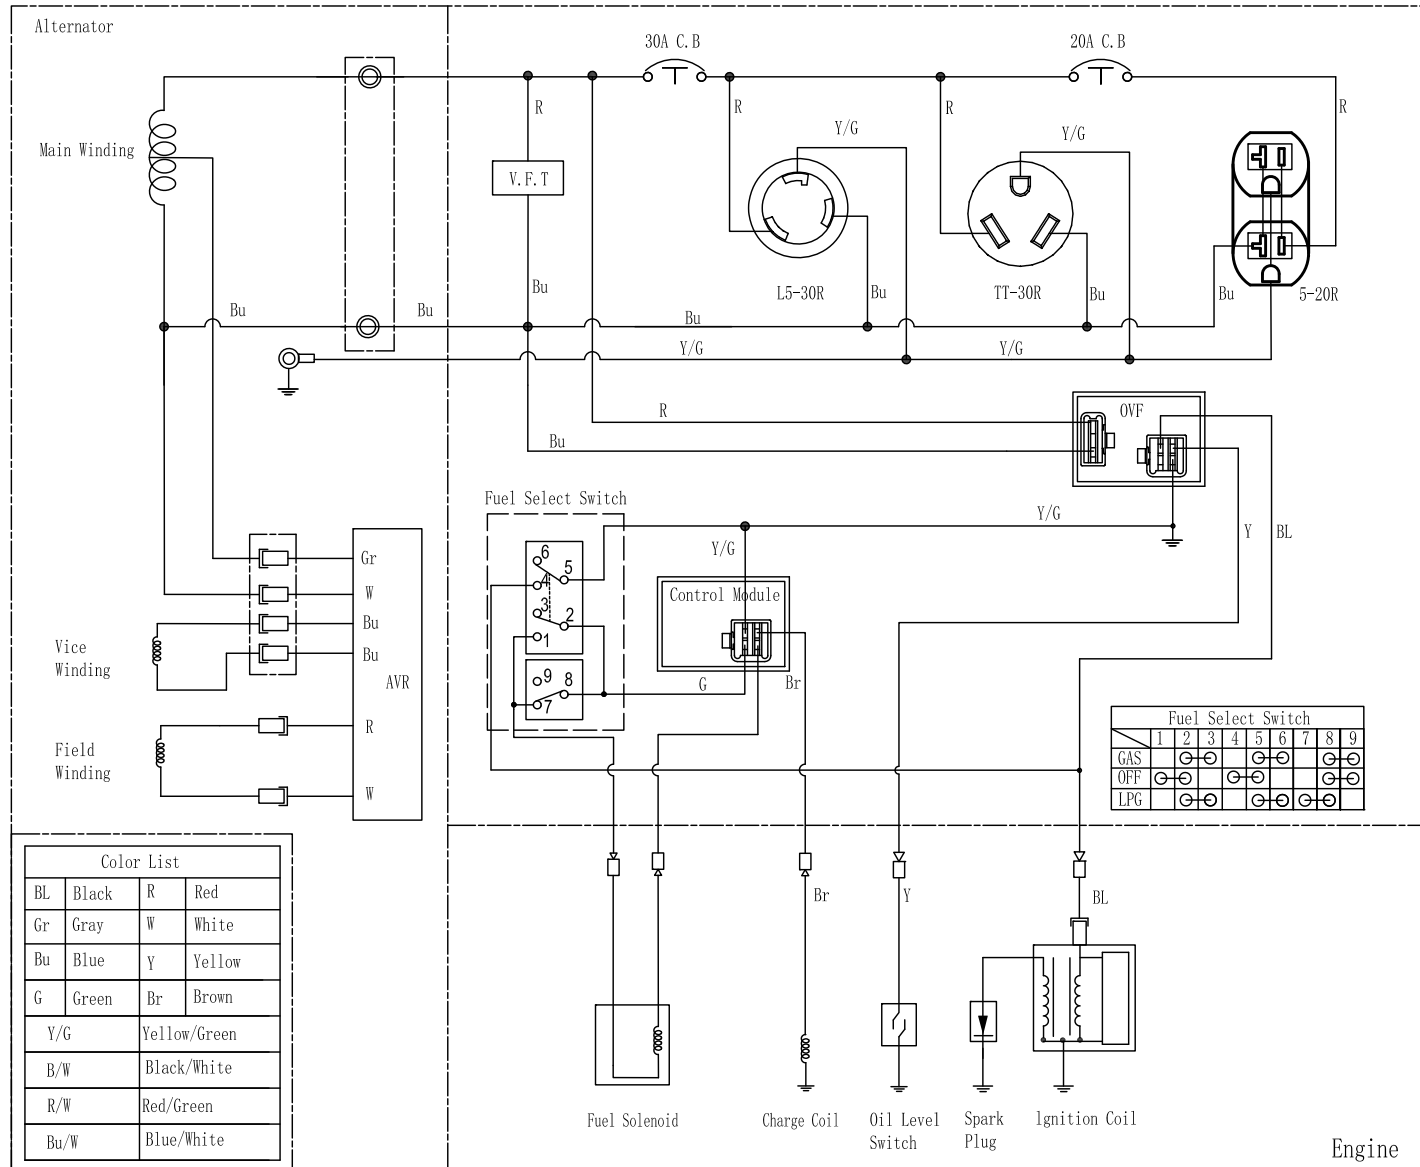 Alternator
30A C.B
20A C.B
R
R
R
R
Y/G
Y/G
Main Winding
V.F.T
L5-30R
TT-30R
5-20R
Bu
Bu
Bu
Bu
Bu
Bu
Bu
Y/G
Y/G
R
OVF
Bu
Fuel Select Switch
Y/G
Y
BL
Y/G
6
5
4
3
2
1
9
8
7
Control Module
G
Br
Gr
W
Bu
Bu
AVR
R
W
Vice
Winding
Field
Winding
Fuel Select Switch
1 2 3 4 5 6 7 8 9
GAS
OFF
LPG
Color List
BL Black R Red
Gr Gray W White
Bu Blue Y Yellow
G Green Br Brown
Y/G Yellow/Green
B/W Black/White
R/W Red/Green
Bu/W Blue/White
Br
Y
BL
Fuel Solenoid
Charge Coil
Oil Level
Switch
Spark
Plug
Ignition Coil
Engine